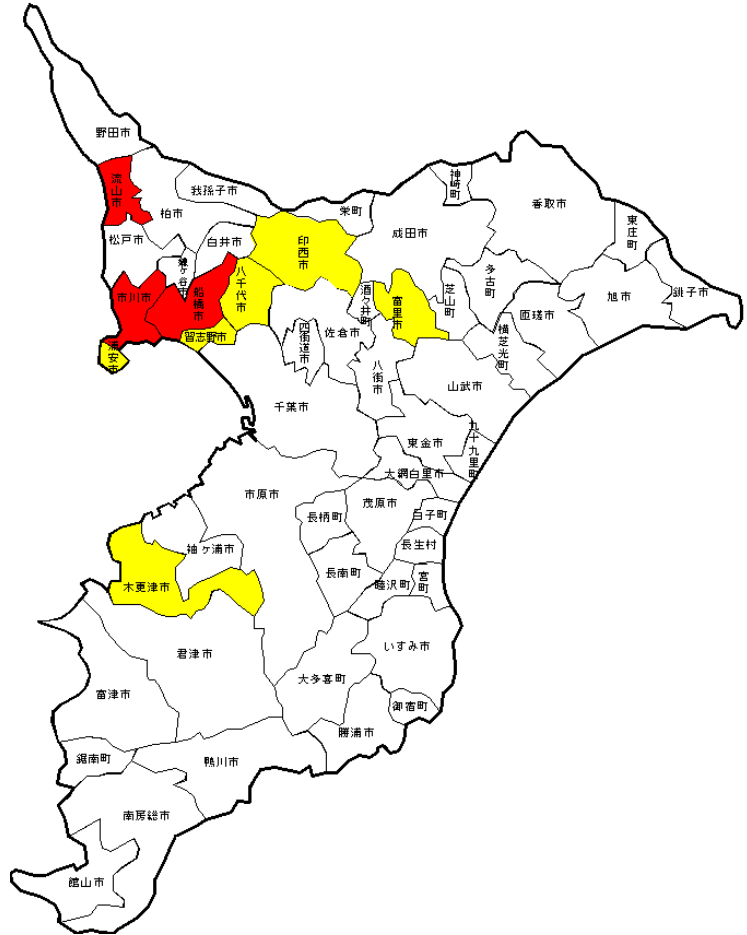 野田市
流山市
我孫子市
柏市
神崎町
香取市
栄町
成田市
東庄町
松戸市
白井市
印西市
鎌ヶ谷市
八千代市
多古町
市川市
船橋市
酒々井町
富里市
芝山町
匝瑳市
旭市
銚子市
習志野市
四街道市
佐倉市
横芝光町
浦安市
八街市
山武市
千葉市
東金市
九十九里町
大網白里市
市原市
茂原市
長柄町
白子町
袖ヶ浦市
長生村
長南町
睦沢町
宮町
木更津市
君津市
いすみ市
大多喜町
富津市
御宿町
勝浦市
鋸南町
鴨川市
南房総市
館山市